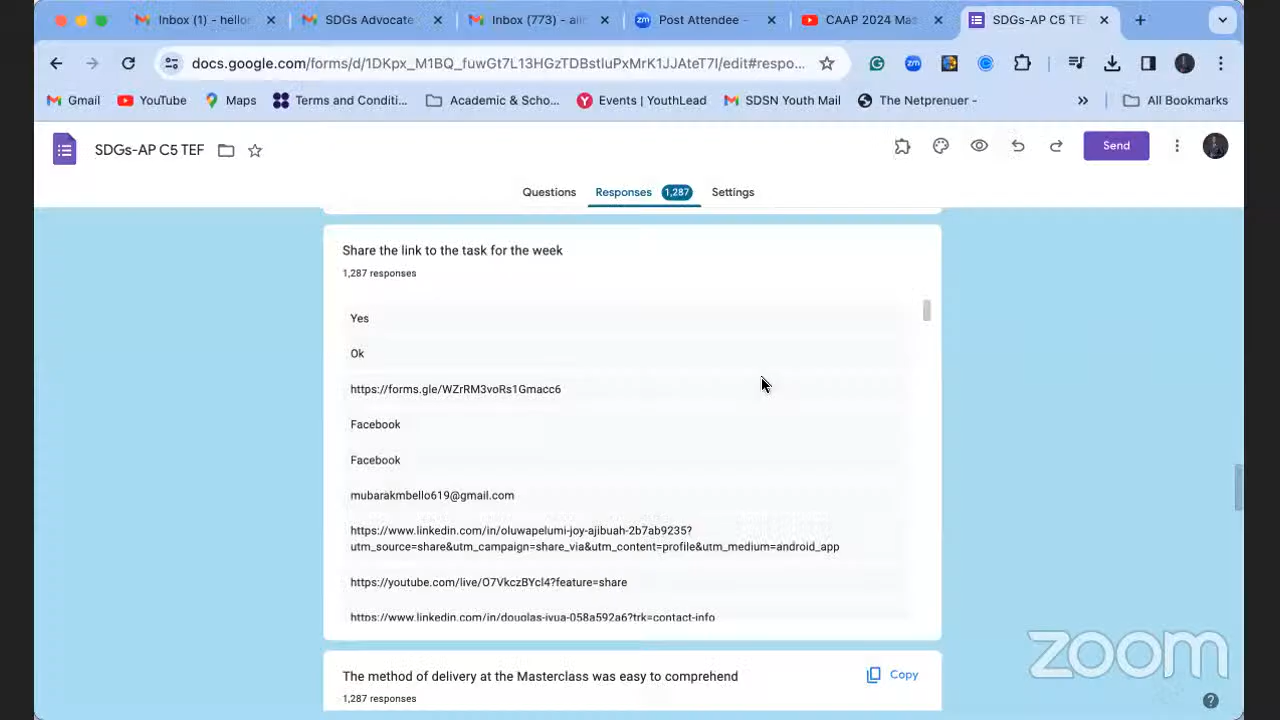 Inbox (1) - hello
SDGs Advocate
Inbox (773) - aii
zm Post Attendee -
CAAP 2024 Mas
SDGs-AP C5 TE
docs.google.com/forms/d/1DKpx_M1BQ_fuwGt7L13HGzTDBstIuPxMrK1JJAteT7I/edit#respo...
zm
Gmail
YouTube
Maps
Terms and Conditi...
Academic & Scho...
Events | YouthLead
SDSN Youth Mail
The Netprenuer -
All Bookmarks
SDGs-AP C5 TEF
Send
Questions
Responses 1,287
Settings
Share the link to the task for the week
1,287 responses
Yes
Ok
https://forms.gle/WZrRM3voRs1Gmacc6
Facebook
Facebook
mubarakmbello619@gmail.com
https://www.linkedin.com/in/oluwapelumi-joy-ajibuah-2b7ab9235?
utm_source=share&utm_campaign=share_via&utm_content=profile&utm_medium=android_app
https://youtube.com/live/O7VkczBYcl4?feature=share
https://www.linkedin.com/in/douglas-ivua-058a592a6?trk=contact-info
zoom
The method of delivery at the Masterclass was easy to comprehend
Copy
1,287 responses